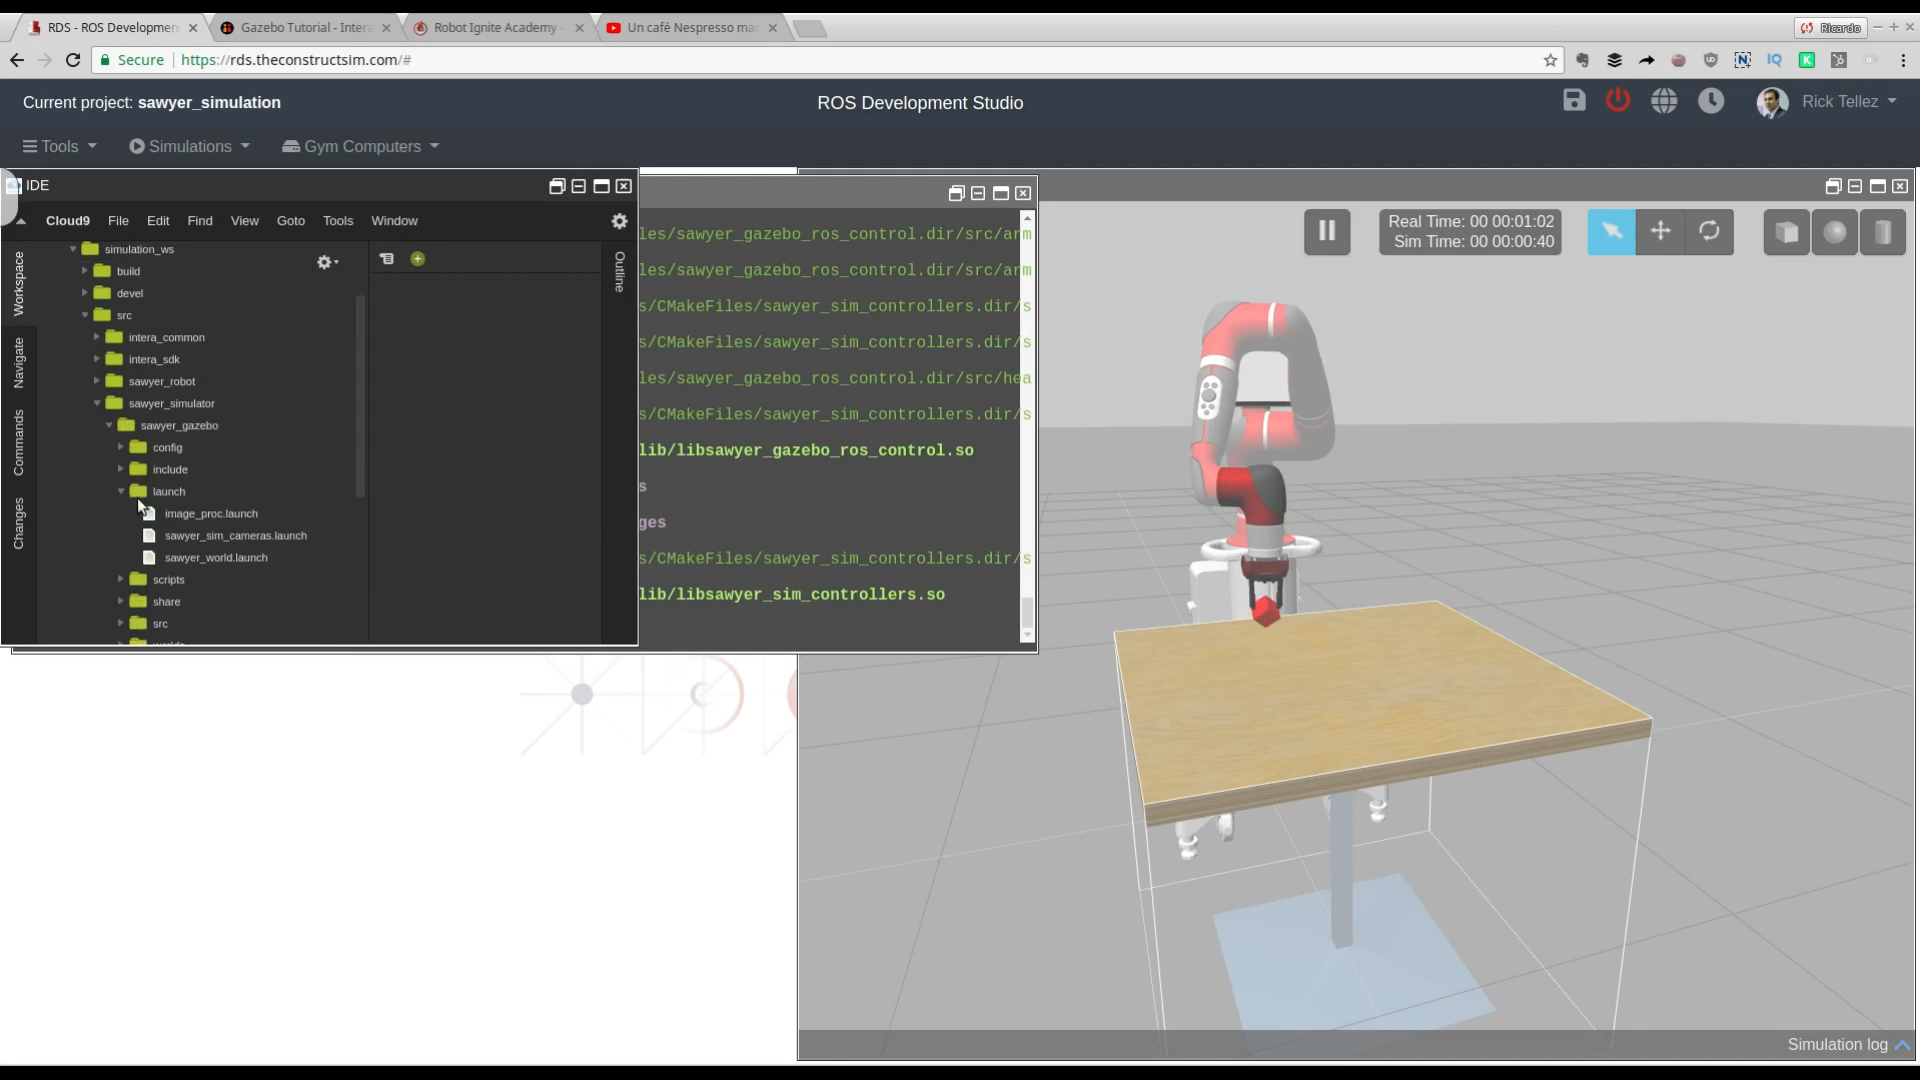 RDS - ROS Developmen
Gazebo Tutorial - Intera
Robot Ignite Academy -
Un café Nespresso ma
Ricardo
Secure
https://rds.theconstructsim.com/#
Current project: sawyer_simulation
ROS Development Studio
Rick Tellez
Tools
Simulations
Gym Computers
IDE
Cloud9 File Edit Find View Goto Tools Window
Workspace
Navigate
Commands
Changes
Outline
simulation_ws
build
devel
src
intera_common
intera_sdk
sawyer_robot
sawyer_simulator
sawyer_gazebo
config
include
launch
image_proc.launch
sawyer_sim_cameras.launch
sawyer_world.launch
scripts
share
src
les/sawyer_gazebo_ros_control.dir/src/arm
les/sawyer_gazebo_ros_control.dir/src/arm
s/CMakeFiles/sawyer_sim_controllers.dir/s
s/CMakeFiles/sawyer_sim_controllers.dir/s
les/sawyer_gazebo_ros_control.dir/src/hea
s/CMakeFiles/sawyer_sim_controllers.dir/s
lib/libsawyer_gazebo_ros_control.so
s
ges
s/CMakeFiles/sawyer_sim_controllers.dir/s
lib/libsawyer_sim_controllers.so
Real Time: 00 00:01:02
Sim Time: 00 00:00:40
Simulation log